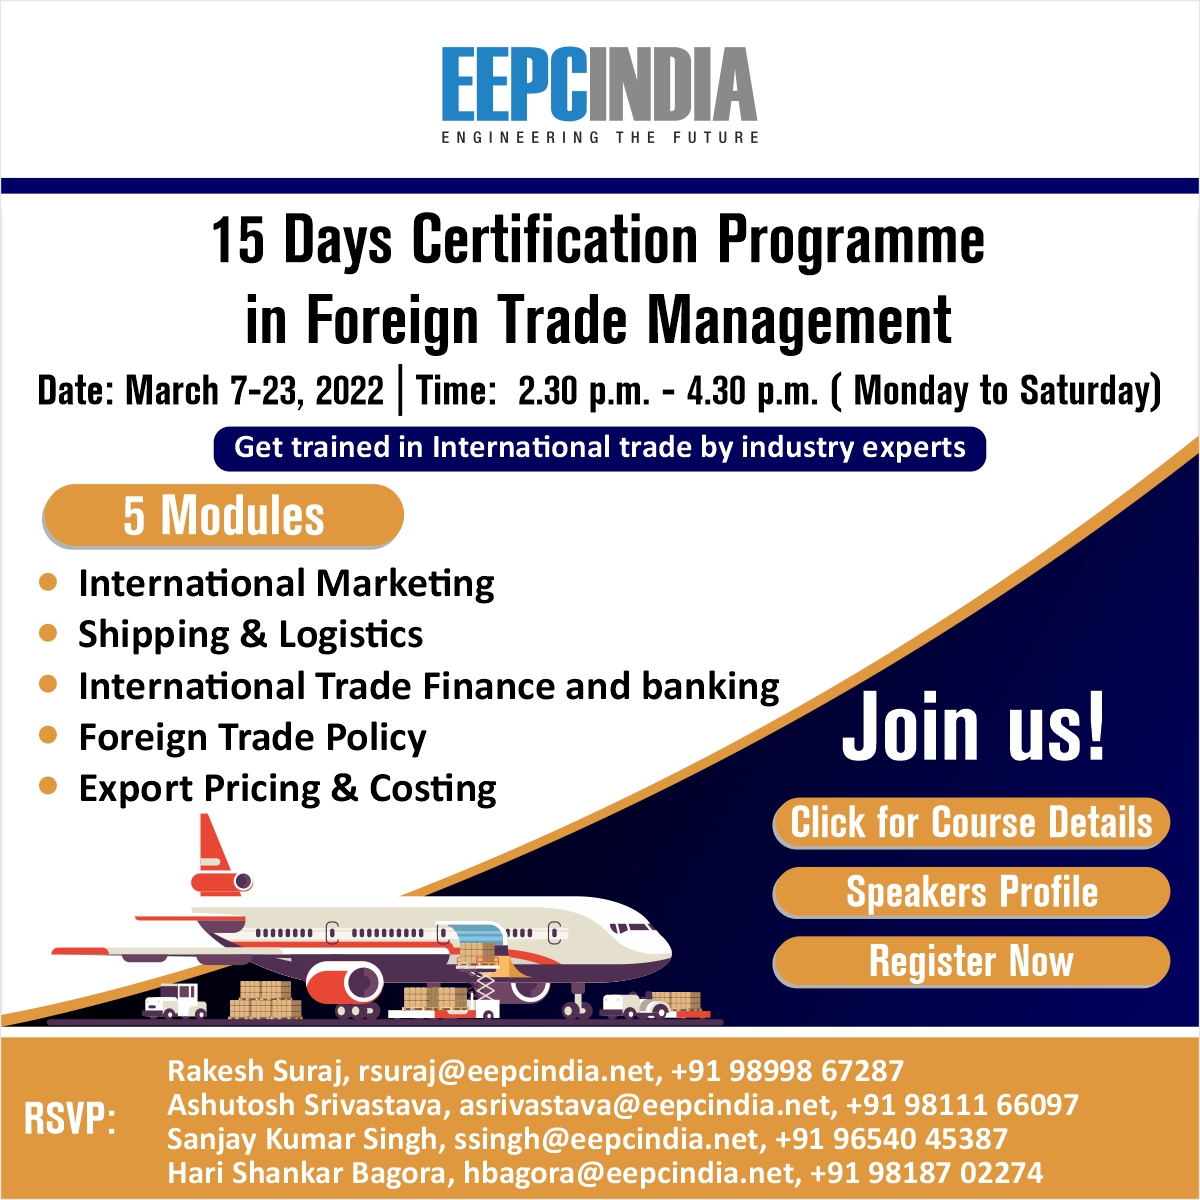 EEPCINDIA
ENGINEERING THE FUTURE
15 Days Certification Programme
in Foreign Trade Management
Date: March 7-23, 2022 | Time: 2.30 p.m. - 4.30 p.m. ( Monday to Saturday)
Get trained in International trade by industry experts
5 Modules
International Marketing
Shipping & Logistics
International Trade Finance and banking
Foreign Trade Policy
Export Pricing & Costing
Join us!
Click for Course Details
Speakers Profile
Register Now
RSVP:
Rakesh Suraj, rsuraj@eepcindia.net, +91 98998 67287
Ashutosh Srivastava, asrivastava@eepcindia.net, +91 98111 66097
Sanjay Kumar Singh, ssingh@eepcindia.net, +91 96540 45387
Hari Shankar Bagora, hbagora@eepcindia.net, +91 98187 02274